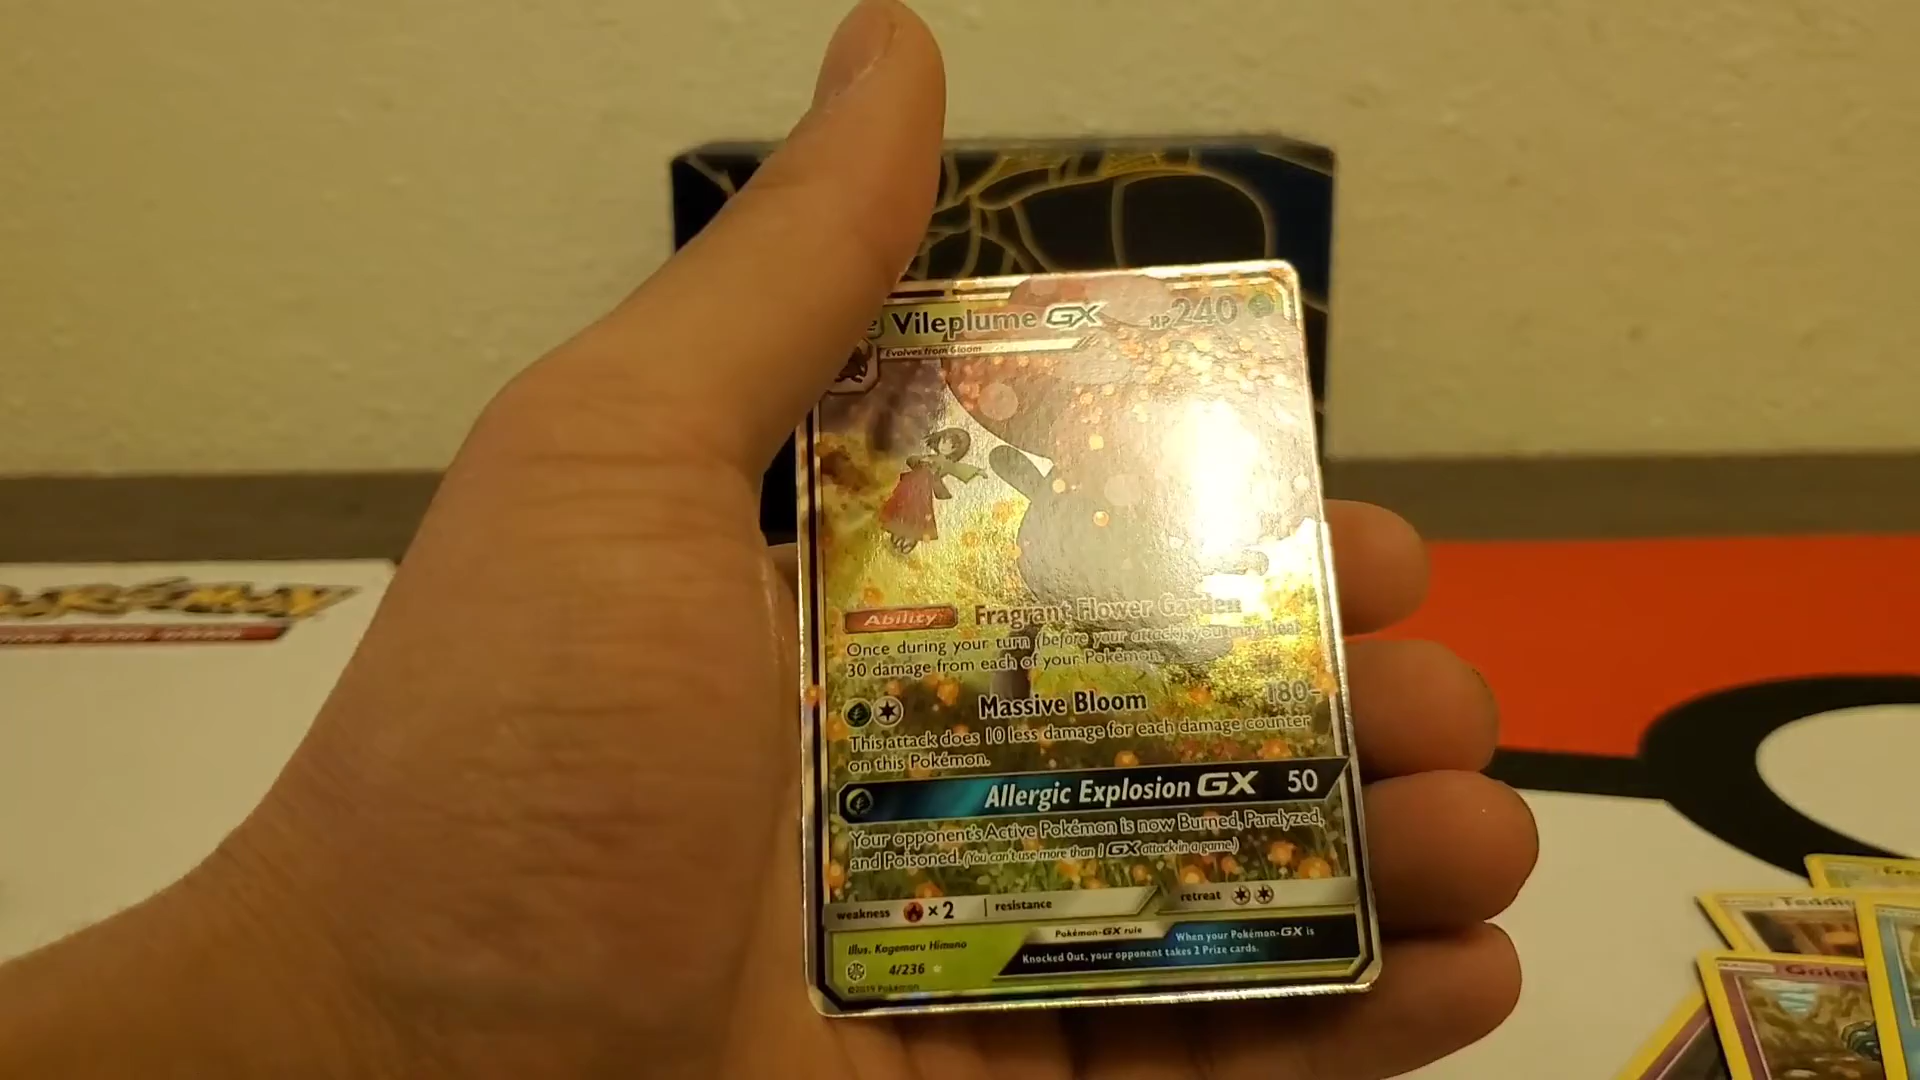 Pokémon
Vileplume GX HP240
Evolves from Gloom
Ability Fragrant Flower Garden
Once during your turn (before your attack), you may heal
30 damage from each of your Pokémon.
Massive Bloom 180-
This attack does 10 less damage for each damage counter
on this Pokémon.
Allergic Explosion GX 50
Your opponent's Active Pokémon is now Burned, Paralyzed,
and Poisoned. (You can't use more than 1 GX attack in a game.)
weakness ×2 resistance retreat
Illus. Kagemaru Himeno
4/236
©2019 Pokémon
Pokémon-GX rule
When your Pokémon-GX is
Knocked Out, your opponent takes 2 Prize cards.
Golett